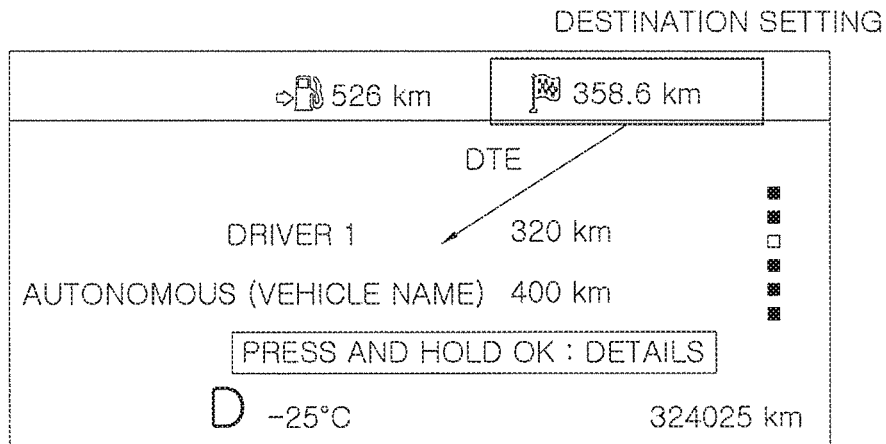 DESTINATION SETTING
526 km 358.6 km
DTE
DRIVER 1 320 km
AUTONOMOUS (VEHICLE NAME) 400 km
PRESS AND HOLD OK : DETAILS
D -25°C 324025 km